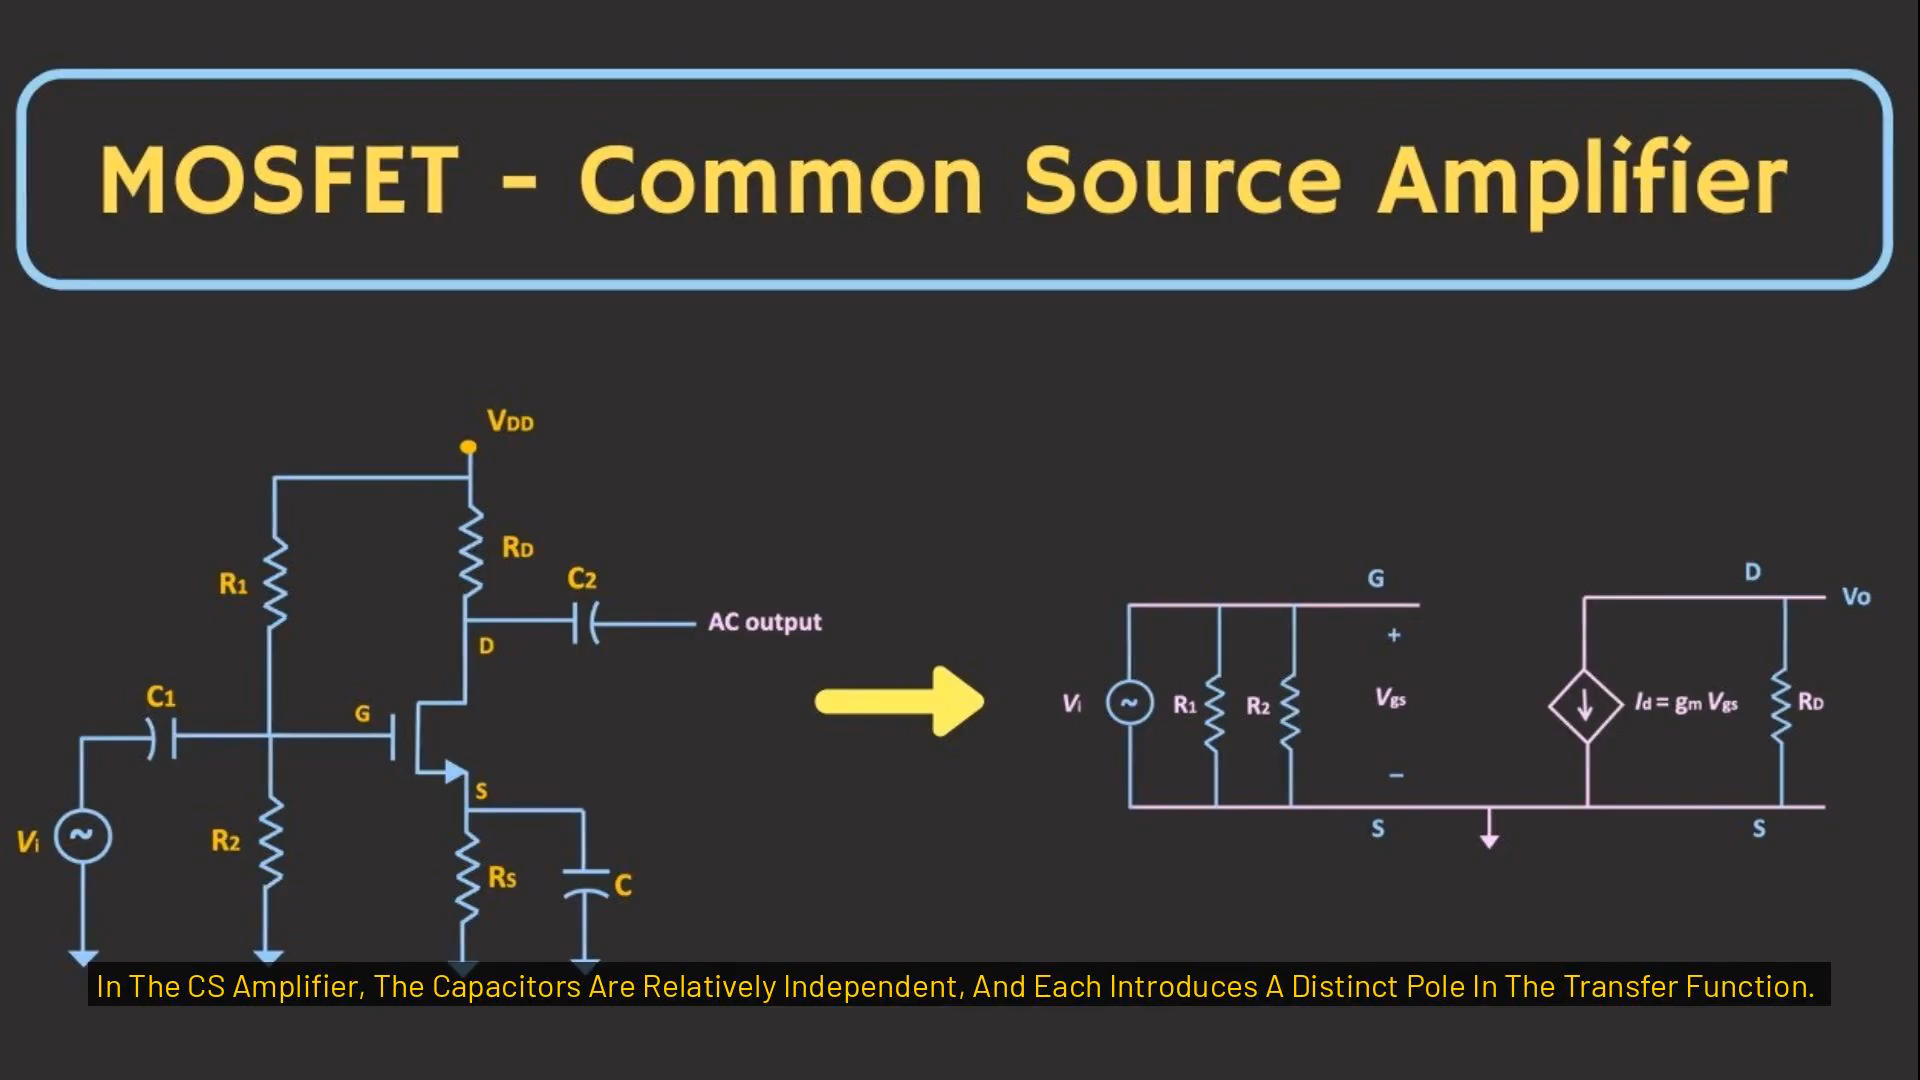 MOSFET - Common Source Amplifier
VDD
RD
R1
C2
AC output
D
C1
G
S
Vi
R2
RS
C
G
D
Vo
+
Vi
R1
R2
Vgs
Id = gm Vgs
RD
–
S
S
In The CS Amplifier, The Capacitors Are Relatively Independent, And Each Introduces A Distinct Pole In The Transfer Function.